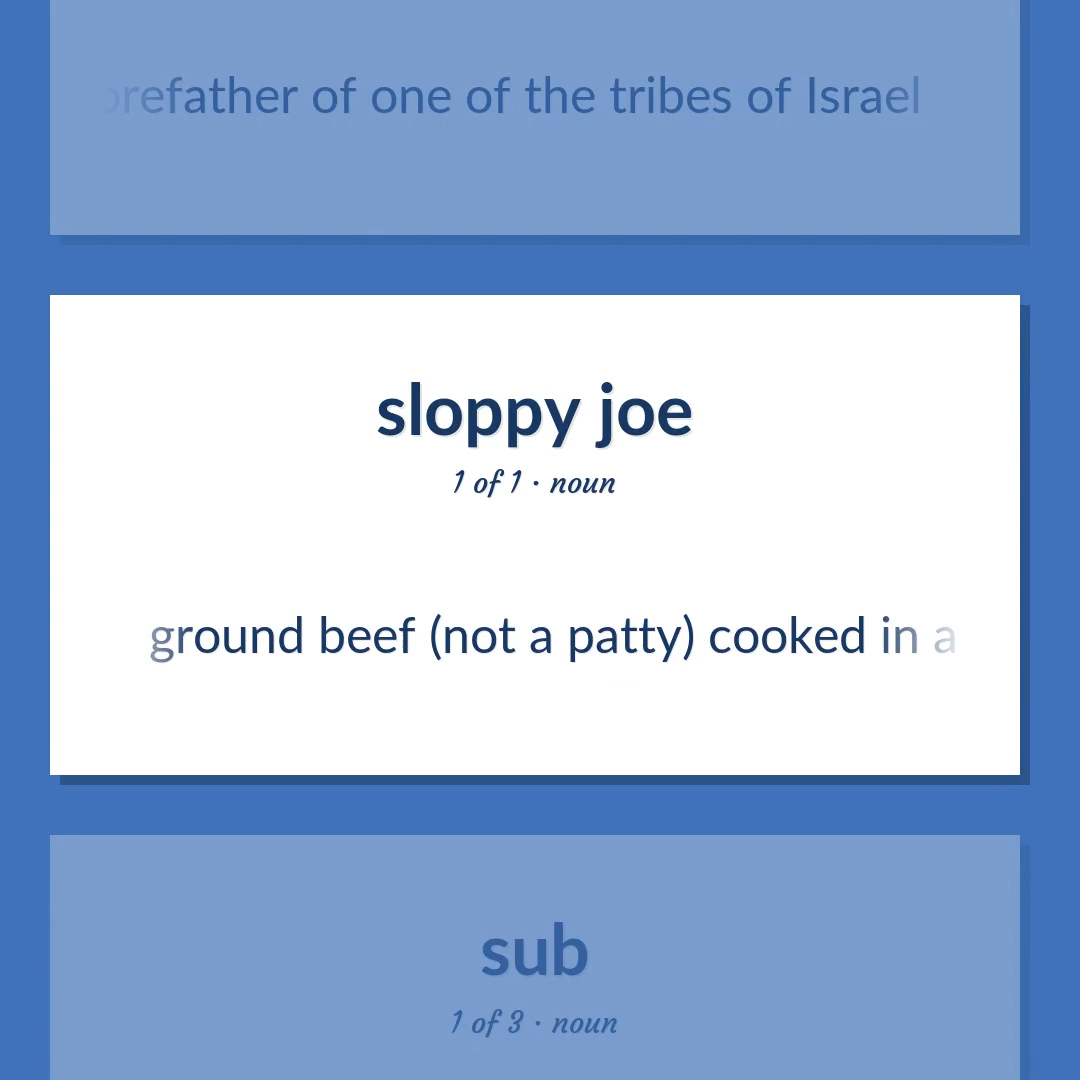 orefather of one of the tribes of Israel
sloppy joe
1 of 1 · noun
ground beef (not a patty) cooked in a
sub
1 of 3 · noun